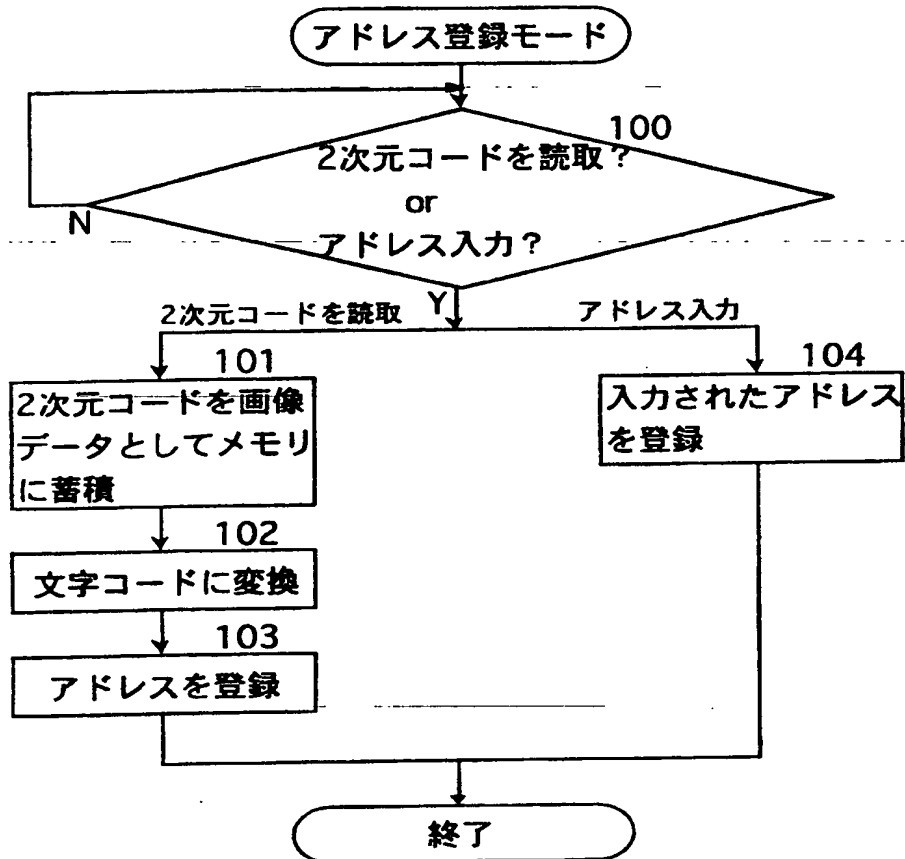 アドレス登録モード
100
2次元コードを読取?
or
アドレス入力?
N
Y
2次元コードを読取
アドレス入力
101
2次元コードを画像
データとしてメモリ
に蓄積
104
入力されたアドレス
を登録
102
文字コードに変換
103
アドレスを登録
終了